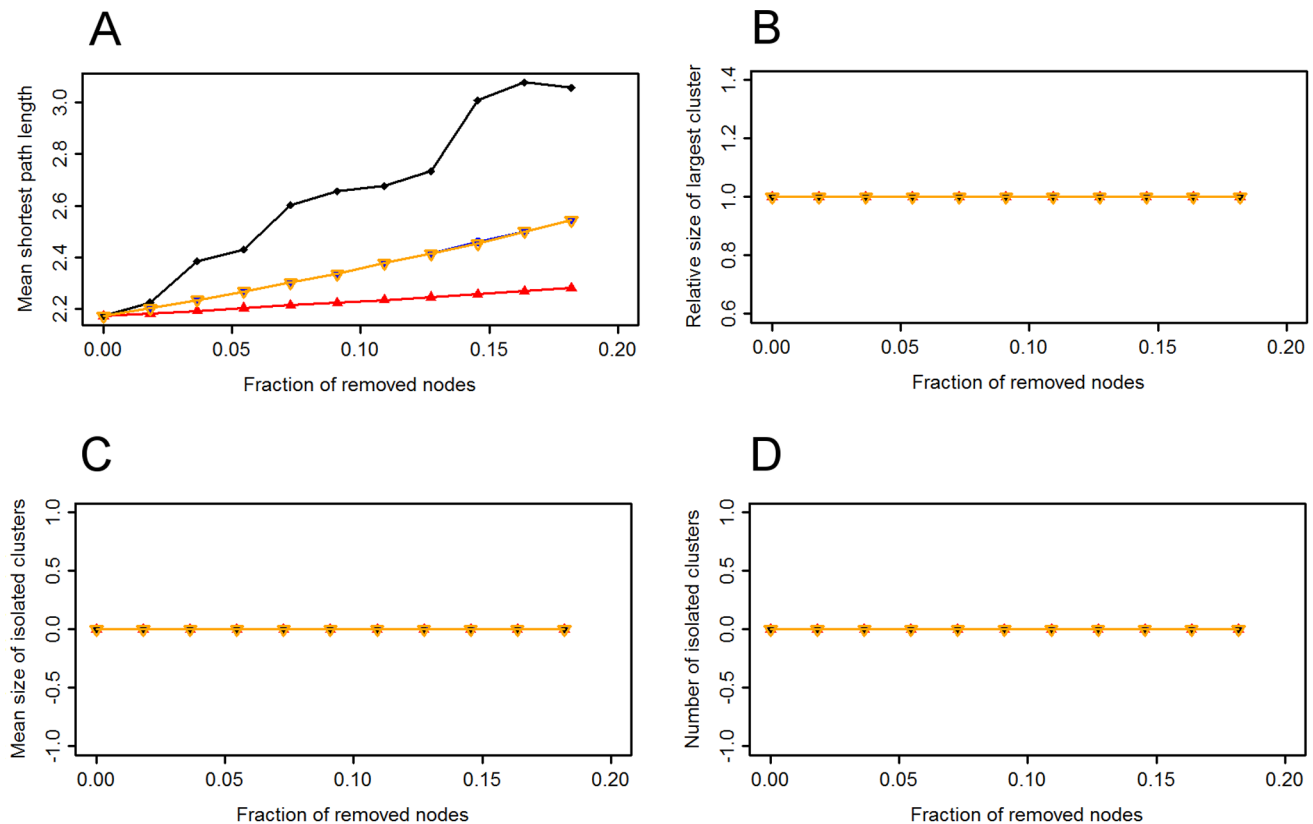 A
Mean shortest path length
3.0
2.8
2.6
2.4
2.2
0.00 0.05 0.10 0.15 0.20
Fraction of removed nodes
B
Relative size of largest cluster
1.4
1.2
1.0
0.8
0.6
0.00 0.05 0.10 0.15 0.20
Fraction of removed nodes
C
Mean size of isolated clusters
1.0
0.5
0.0
-0.5
-1.0
0.00 0.05 0.10 0.15 0.20
Fraction of removed nodes
D
Number of isolated clusters
1.0
0.5
0.0
-0.5
-1.0
0.00 0.05 0.10 0.15 0.20
Fraction of removed nodes